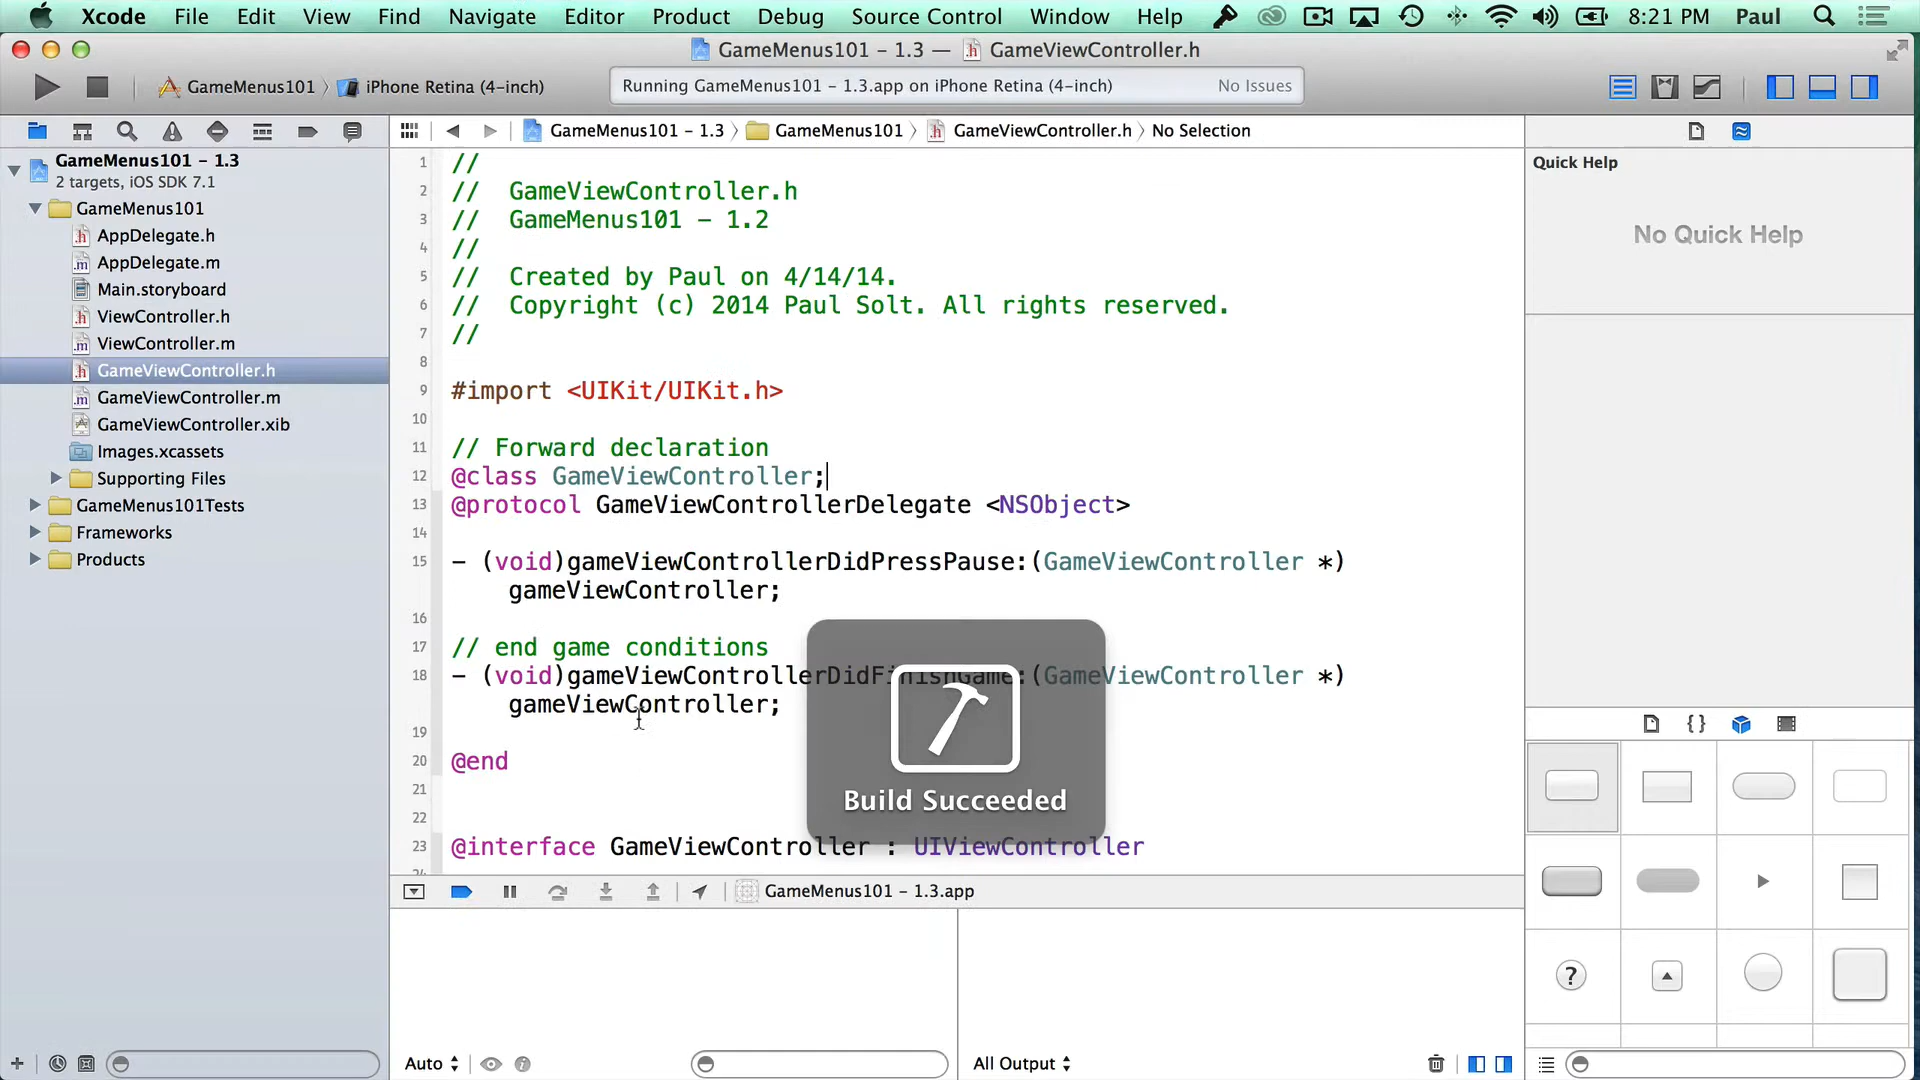 Xcode File Edit View Find Navigate Editor Product Debug Source Control Window Help 8:21 PM Paul
GameMenus101 – 1.3 — GameViewController.h
GameMenus101 〉 iPhone Retina (4-inch)
Running GameMenus101 – 1.3.app on iPhone Retina (4-inch) No Issues
GameMenus101 – 1.3 〉 GameMenus101 〉 GameViewController.h 〉 No Selection
GameMenus101 – 1.3
2 targets, iOS SDK 7.1
GameMenus101
AppDelegate.h
AppDelegate.m
Main.storyboard
ViewController.h
ViewController.m
GameViewController.h
GameViewController.m
GameViewController.xib
Images.xcassets
Supporting Files
GameMenus101Tests
Frameworks
Products
1 //
2 // GameViewController.h
3 // GameMenus101 – 1.2
4 //
5 // Created by Paul on 4/14/14.
6 // Copyright (c) 2014 Paul Solt. All rights reserved.
7 //
8
9 #import <UIKit/UIKit.h>
10
11 // Forward declaration
12 @class GameViewController;
13 @protocol GameViewControllerDelegate <NSObject>
14
15 - (void)gameViewControllerDidPressPause:(GameViewController *)
gameViewController;
16
17 // end game conditions
18 - (void)gameViewControllerDidFinishGame:(GameViewController *)
gameViewController;
19
20 @end
21
22
23 @interface GameViewController : UIViewController
24
Build Succeeded
GameMenus101 – 1.3.app
Auto
All Output
Quick Help
No Quick Help
{ }
?